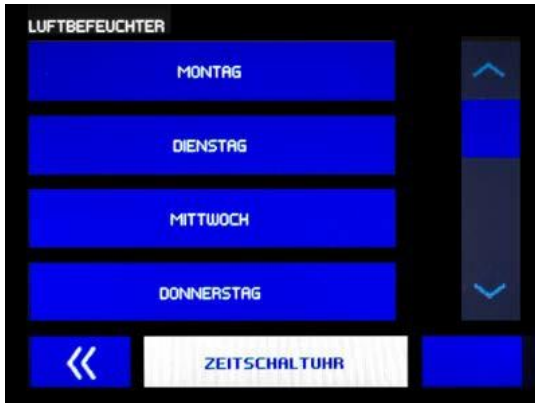 LUFTBEFEUCHTER
MONTAG
DIENSTAG
MITTWOCH
DONNERSTAG
ZEITSCHALTUHR